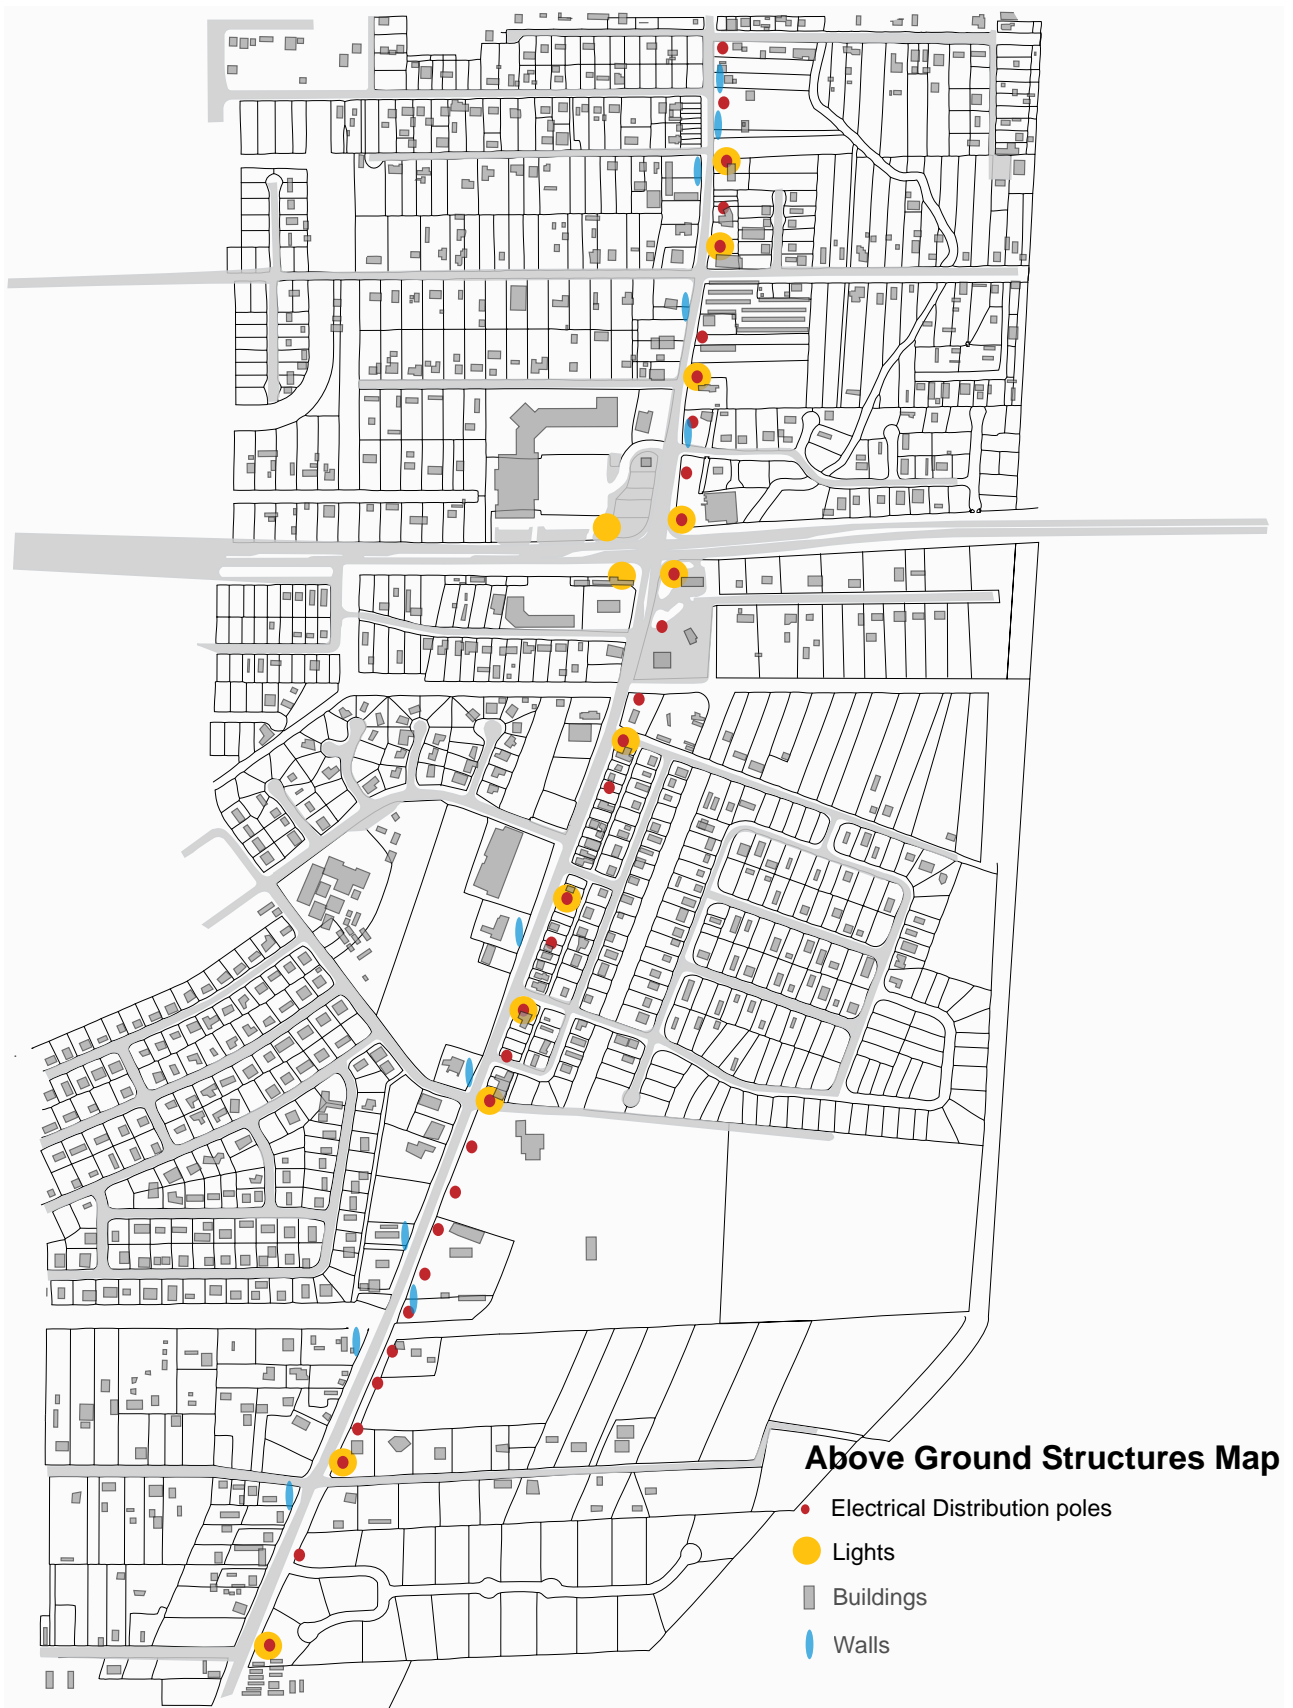 Above Ground Structures Map
Electrical Distribution poles
Lights
Buildings
Walls